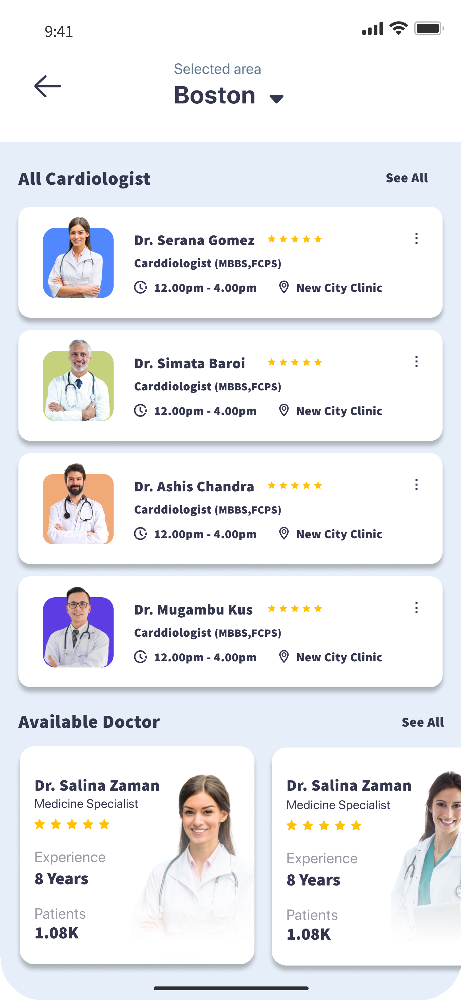 9:41
Selected area
Boston
All Cardiologist
See All
Dr. Serana Gomez
Carddiologist (MBBS,FCPS)
12.00pm - 4.00pm
New City Clinic
Dr. Simata Baroi
Carddiologist (MBBS,FCPS)
12.00pm - 4.00pm
New City Clinic
Dr. Ashis Chandra
Carddiologist (MBBS,FCPS)
12.00pm - 4.00pm
New City Clinic
Dr. Mugambu Kus
Carddiologist (MBBS,FCPS)
12.00pm - 4.00pm
New City Clinic
Available Doctor
See All
Dr. Salina Zaman
Medicine Specialist
Experience
8 Years
Patients
1.08K
Dr. Salina Zaman
Medicine Specialist
Experience
8 Years
Patients
1.08K